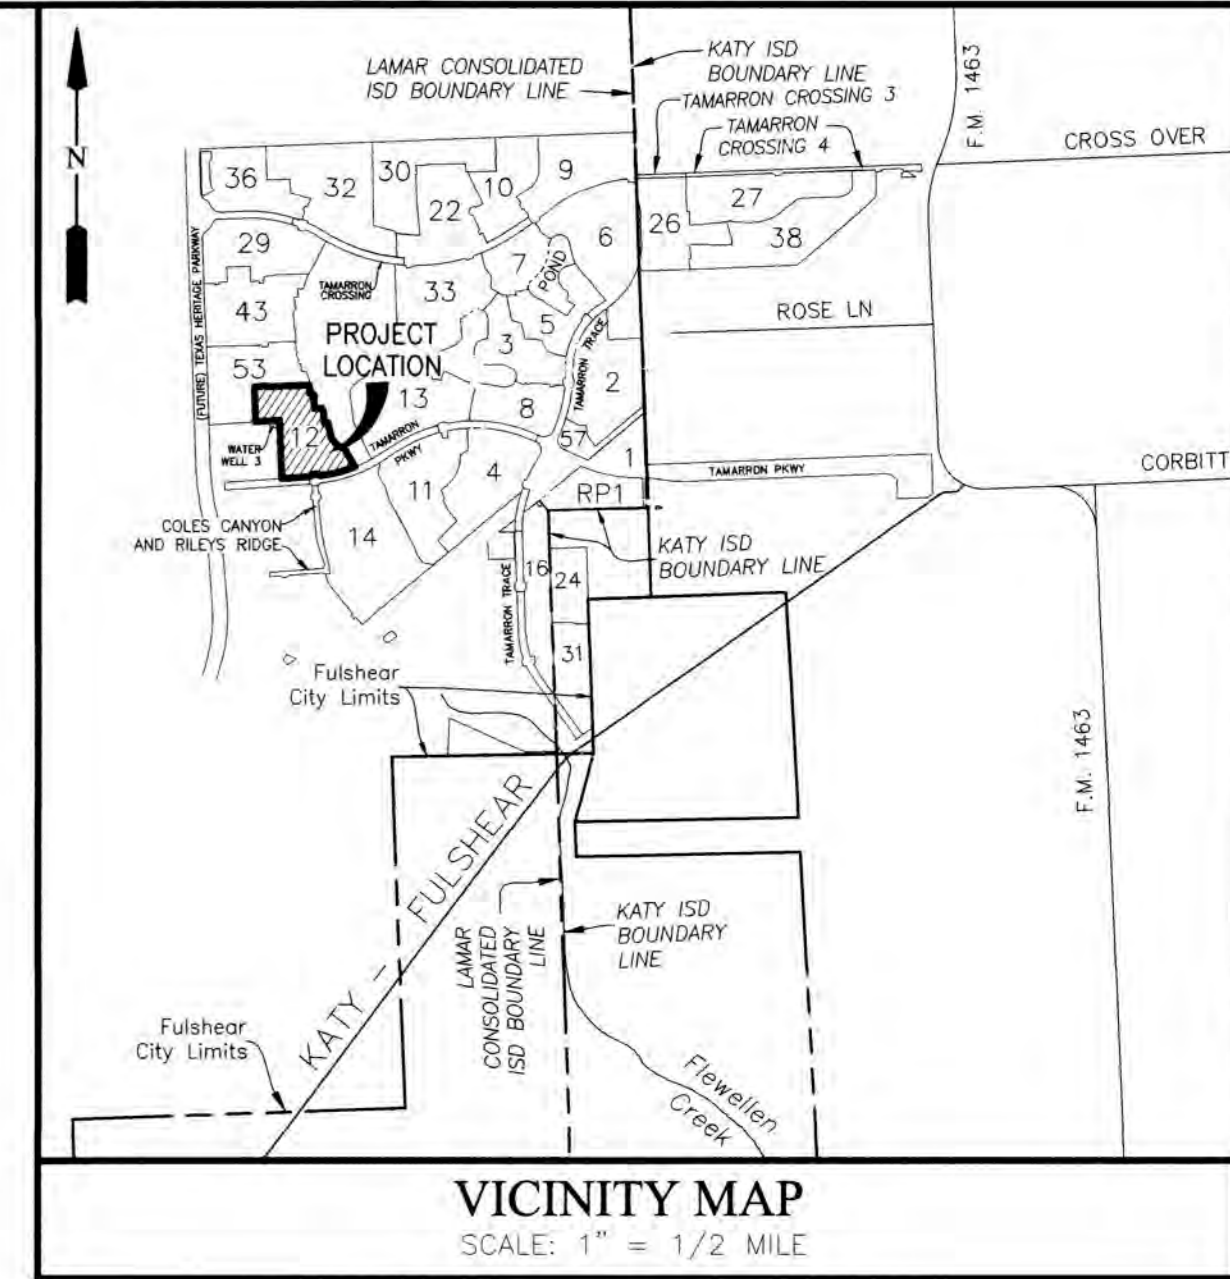 LAMAR CONSOLIDATED
ISD BOUNDARY LINE
KATY ISD
BOUNDARY LINE
TAMARRON CROSSING 3
TAMARRON
CROSSING 4
F.M. 1463
CROSS OVER
N
36
32
30
22
10
9
6
26
27
38
29
TAMARRON
CROSSING
33
7
POND
5
3
43
(FUTURE) TEXAS HERITAGE PARKWAY
PROJECT
LOCATION
ROSE LN
53
13
8
TAMARRON TRACE
2
12
WATER
WELL 3
TAMARRON
PKWY
57
1
TAMARRON PKWY
CORBITT
11
4
RP1
COLES CANYON
AND RILEYS RIDGE
14
16
24
31
TAMARRON TRACE
KATY ISD
BOUNDARY LINE
Fulshear
City Limits
F.M. 1463
KATY - FULSHEAR
LAMAR
CONSOLIDATED
ISD BOUNDARY
LINE
KATY ISD
BOUNDARY
LINE
Fulshear
City Limits
Flewellen
Creek
VICINITY MAP
SCALE: 1" = 1/2 MILE